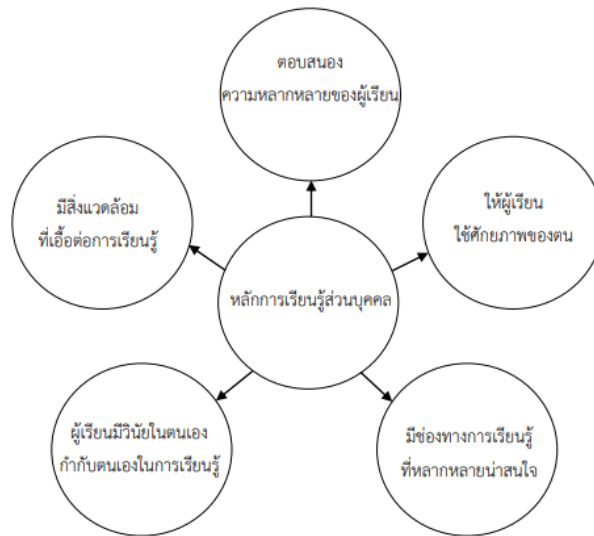 ตอบสนอง
ความหลากหลายของผู้เรียน
มีสิ่งแวดล้อม
ที่เอื้อต่อการเรียนรู้
ให้ผู้เรียน
ใช้ศักยภาพของตน
หลักการเรียนรู้ส่วนบุคคล
ผู้เรียนมีวินัยในตนเอง
กำกับตนเองในการเรียนรู้
มีช่องทางการเรียนรู้
ที่หลากหลายน่าสนใจ